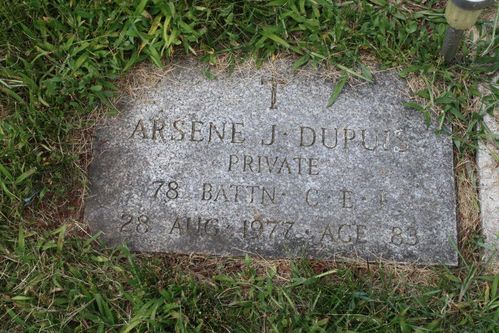 ARSENE J. DUPUIS
PRIVATE
78 BATTN. C.E.F.
28 AUG. 1977. AGE 83